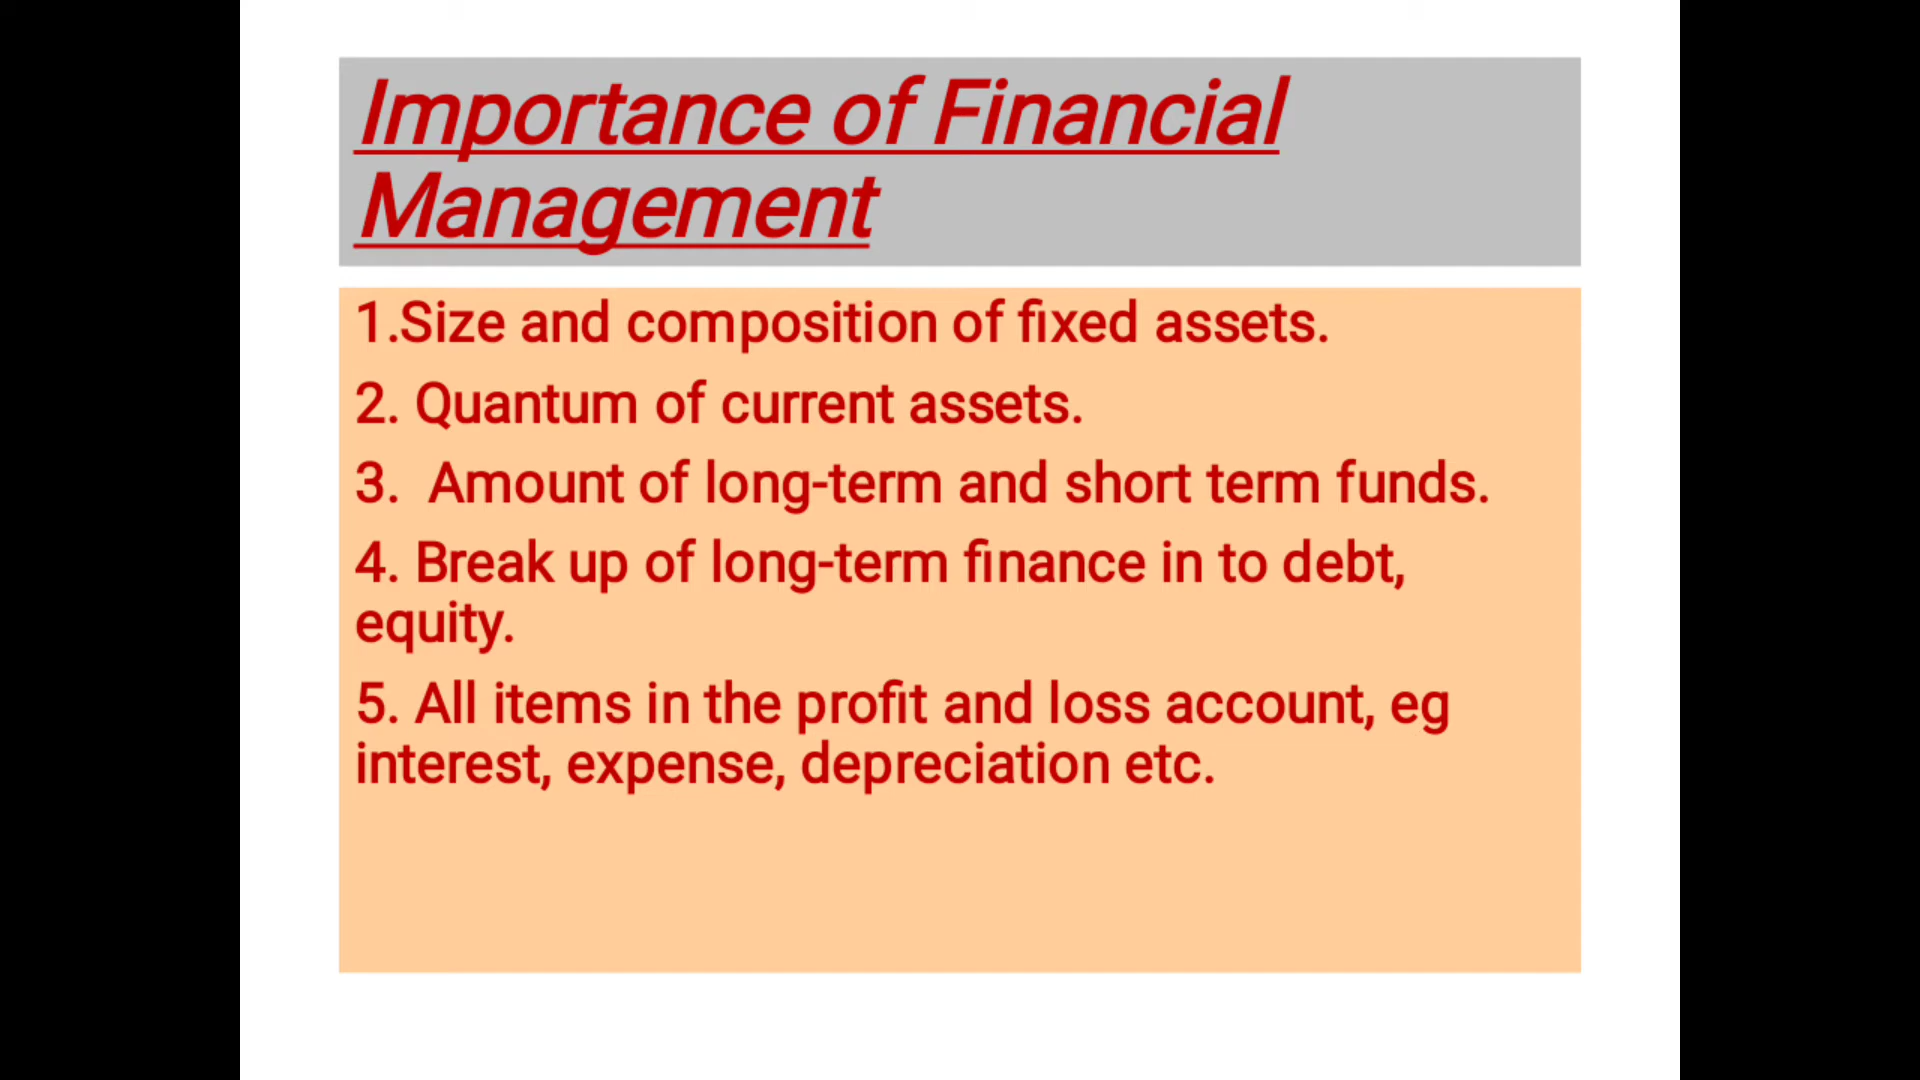 Importance of Financial
Management
1.Size and composition of fixed assets.
2. Quantum of current assets.
3.  Amount of long-term and short term funds.
4. Break up of long-term finance in to debt,
equity.
5. All items in the profit and loss account, eg
interest, expense, depreciation etc.